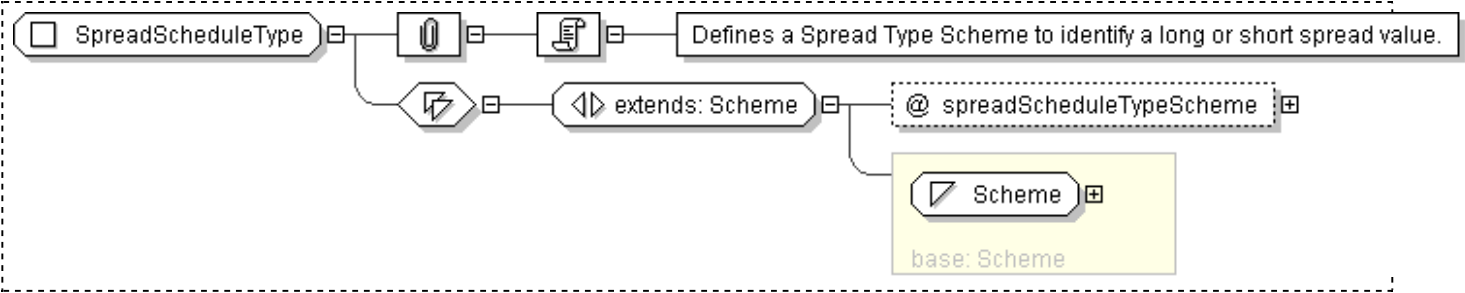 SpreadScheduleType
Defines a Spread Type Scheme to identify a long or short spread value.
extends: Scheme
@ spreadScheduleTypeScheme
Scheme
base: Scheme